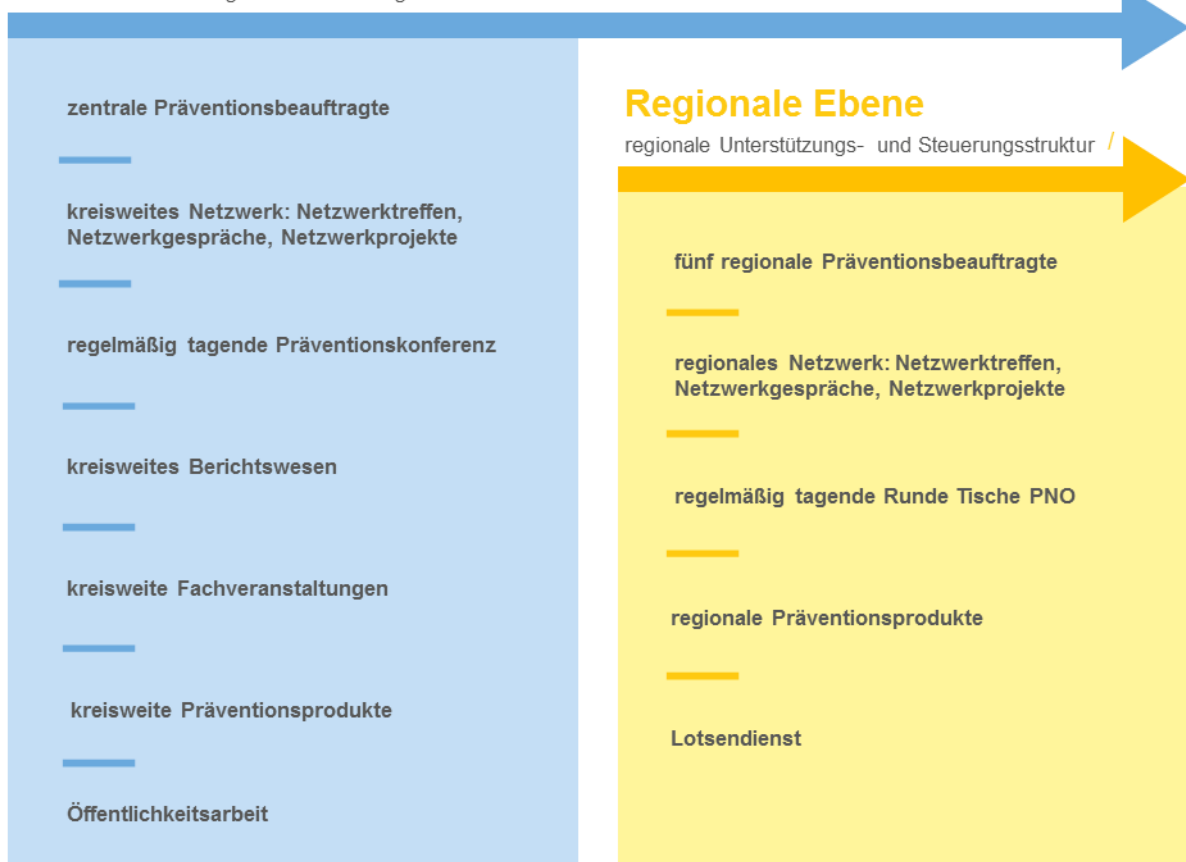 zentrale Präventionsbeauftragte
kreisweites Netzwerk: Netzwerktreffen,
Netzwerkgespräche, Netzwerkprojekte
regelmäßig tagende Präventionskonferenz
kreisweites Berichtswesen
kreisweite Fachveranstaltungen
kreisweite Präventionsprodukte
Öffentlichkeitsarbeit
Regionale Ebene
regionale Unterstützungs- und Steuerungsstruktur /
fünf regionale Präventionsbeauftragte
regionales Netzwerk: Netzwerktreffen,
Netzwerkgespräche, Netzwerkprojekte
regelmäßig tagende Runde Tische PNO
regionale Präventionsprodukte
Lotsendienst